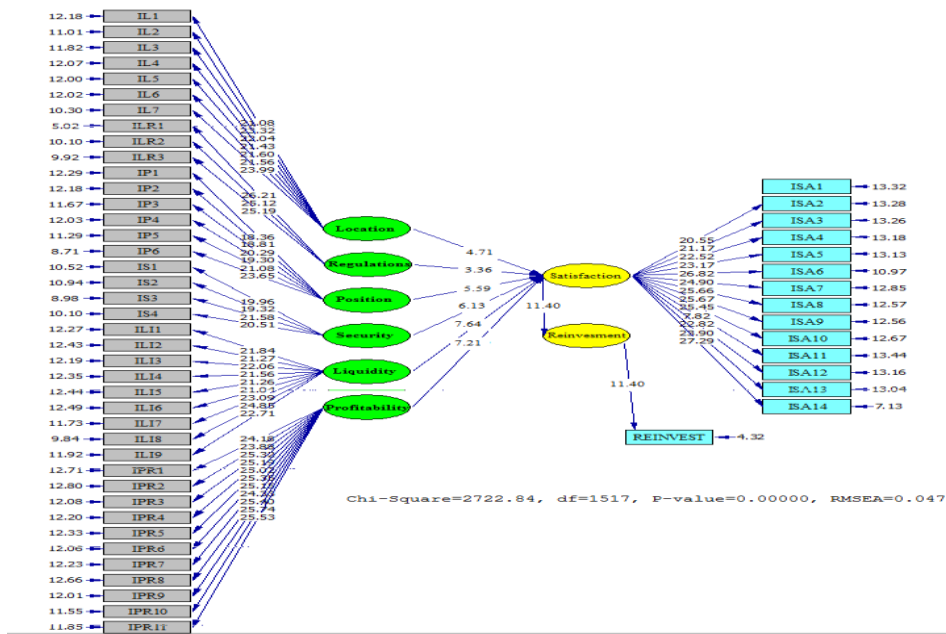 12.18 IL1
11.01 IL2
11.82 IL3
12.07 IL4
12.00 IL5
12.02 IL6
10.30 IL7
5.02 ILR1
10.10 ILR2
9.92 ILR3
12.29 IP1
12.18 IP2
11.67 IP3
12.03 IP4
11.29 IP5
8.71 IP6
10.52 IS1
10.94 IS2
8.98 IS3
10.10 IS4
12.27 ILI1
12.43 ILI2
12.19 ILI3
12.35 ILI4
12.44 ILI5
12.49 ILI6
11.73 ILI7
9.84 ILI8
11.92 ILI9
12.71 IPR1
12.80 IPR2
12.08 IPR3
12.20 IPR4
12.33 IPR5
12.06 IPR6
12.23 IPR7
12.66 IPR8
12.01 IPR9
11.55 IPR10
11.85 IPR11
21.08
22.04
21.43
21.60
21.56
23.99
26.21
25.19
18.36
18.81
20.29
19.30
21.08
23.65
19.96
19.32
21.58
20.51
21.84
21.27
22.06
21.56
21.26
23.09
24.88
22.71
24.18
25.74
25.53
Location
Regulations
Position
Security
Liquidity
Profitability
4.71
3.36
5.59
6.13
7.64
7.21
11.40
Satisfaction
Reinvesment
11.40
20.55
21.17
22.52
23.17
26.82
24.90
25.66
25.67
25.45
7.82
22.82
27.29
ISA1 13.32
ISA2 13.28
ISA3 13.26
ISA4 13.18
ISA5 13.13
ISA6 10.97
ISA7 12.85
ISA8 12.57
ISA9 12.56
ISA10 12.67
ISA11 13.44
ISA12 13.16
ISA13 13.04
ISA14 7.13
REINVEST 4.32
Chi-Square=2722.84, df=1517, P-value=0.00000, RMSEA=0.047